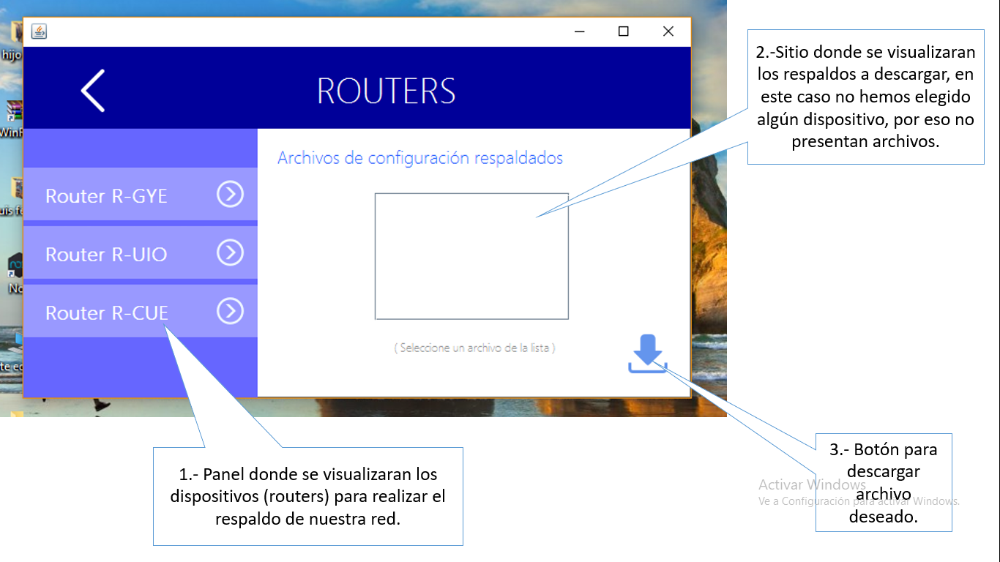 ROUTERS
Archivos de configuración respaldados
Router R-GYE
Router R-UIO
Router R-CUE
( Seleccione un archivo de la lista )
2.-Sitio donde se visualizaran
los respaldos a descargar, en
este caso no hemos elegido
algún dispositivo, por eso no
presentan archivos.
1.- Panel donde se visualizaran los
dispositivos (routers) para realizar el
respaldo de nuestra red.
3.- Botón para
descargar
archivo
deseado.
Activar Windows
Ve a Configuración para activar Windows.
hijo